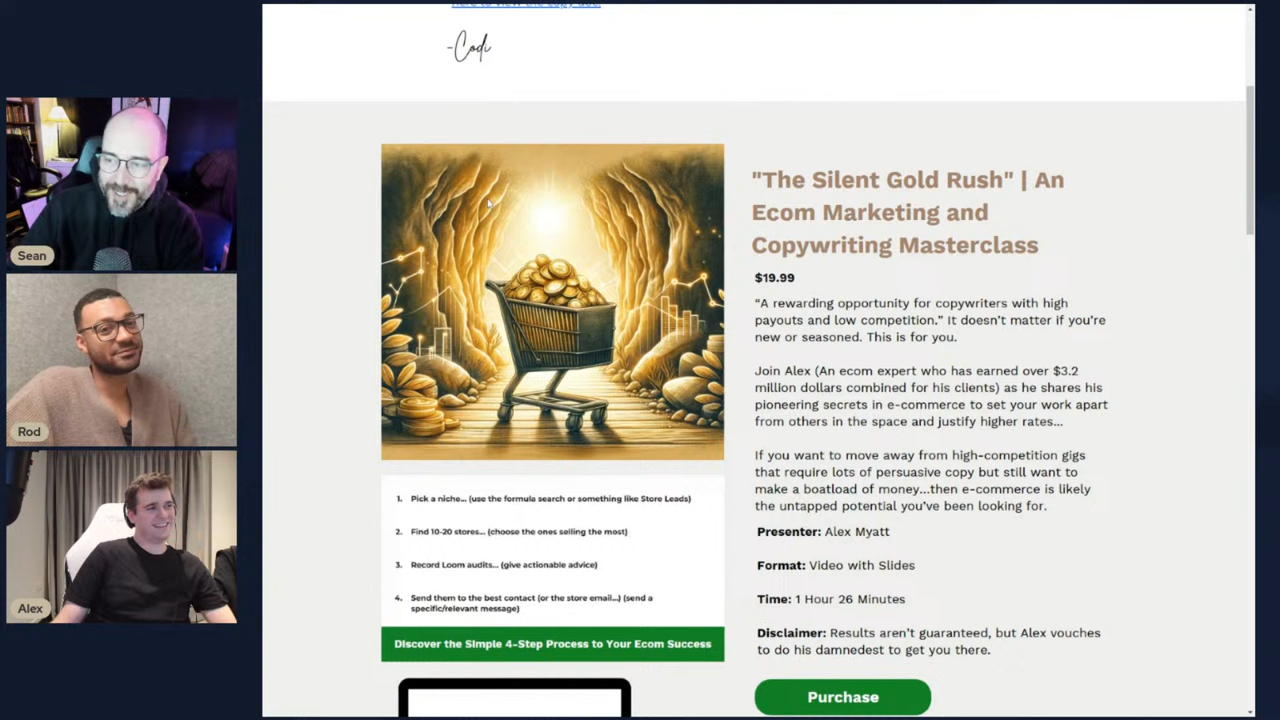 here to view the copy doc.
-Codi
Sean
Rod
Alex
"The Silent Gold Rush" | An
Ecom Marketing and
Copywriting Masterclass
$19.99
“A rewarding opportunity for copywriters with high
payouts and low competition.” It doesn’t matter if you’re
new or seasoned. This is for you.
Join Alex (An ecom expert who has earned over $3.2
million dollars combined for his clients) as he shares his
pioneering secrets in e-commerce to set your work apart
from others in the space and justify higher rates…
If you want to move away from high-competition gigs
that require lots of persuasive copy but still want to
make a boatload of money…then e-commerce is likely
the untapped potential you’ve been looking for.
Presenter: Alex Myatt
Format: Video with Slides
Time: 1 Hour 26 Minutes
Disclaimer: Results aren’t guaranteed, but Alex vouches
to do his damnedest to get you there.
Purchase
1. Pick a niche... (use the formula search or something like Store Leads)
2. Find 10-20 stores... (choose the ones selling the most)
3. Record Loom audits... (give actionable advice)
4. Send them to the best contact (or the store email...) (send a
specific/relevant message)
Discover the Simple 4-Step Process to Your Ecom Success